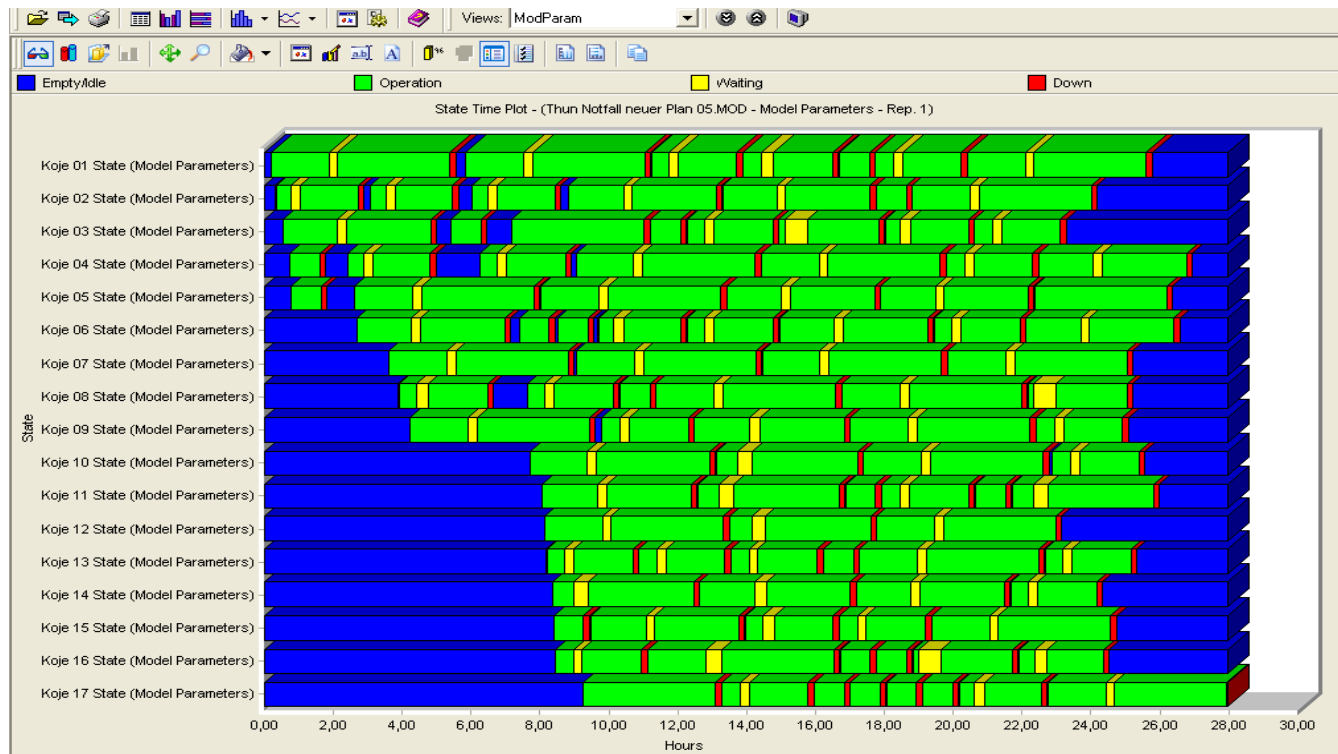 Views: ModParam
Empty/Idle Operation Waiting Down
State Time Plot - (Thun Notfall neuer Plan 05.MOD - Model Parameters - Rep. 1)
Koje 01 State (Model Parameters)
Koje 02 State (Model Parameters)
Koje 03 State (Model Parameters)
Koje 04 State (Model Parameters)
Koje 05 State (Model Parameters)
Koje 06 State (Model Parameters)
Koje 07 State (Model Parameters)
Koje 08 State (Model Parameters)
Koje 09 State (Model Parameters)
Koje 10 State (Model Parameters)
Koje 11 State (Model Parameters)
Koje 12 State (Model Parameters)
Koje 13 State (Model Parameters)
Koje 14 State (Model Parameters)
Koje 15 State (Model Parameters)
Koje 16 State (Model Parameters)
Koje 17 State (Model Parameters)
State
0,00 2,00 4,00 6,00 8,00 10,00 12,00 14,00 16,00 18,00 20,00 22,00 24,00 26,00 28,00 30,00
Hours